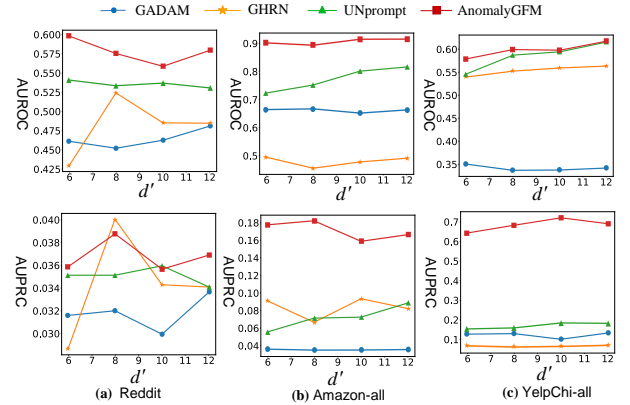 GADAM GHRN UNprompt AnomalyGFM
AUROC
0.600
0.575
0.550
0.525
0.500
0.475
0.450
0.425
6 7 8 9 10 11 12
d'
AUROC
0.9
0.8
0.7
0.6
0.5
6 7 8 9 10 11 12
d'
AUROC
0.60
0.55
0.50
0.45
0.40
0.35
6 7 8 9 10 11 12
d'
AUPRC
0.040
0.038
0.036
0.034
0.032
0.030
6 7 8 9 10 11 12
d'
(a) Reddit
AUPRC
0.18
0.16
0.14
0.12
0.10
0.08
0.06
0.04
6 7 8 9 10 11 12
d'
(b) Amazon-all
AUPRC
0.7
0.6
0.5
0.4
0.3
0.2
0.1
6 7 8 9 10 11 12
d'
(c) YelpChi-all